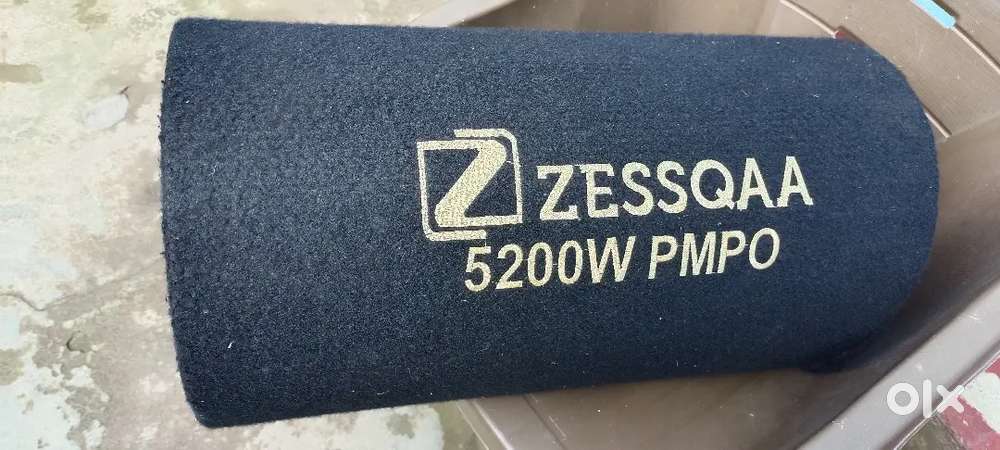 Z ZESSQAA
5200W PMPO
olx